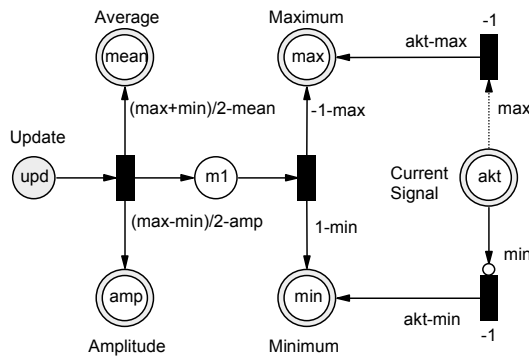 Average
Maximum
-1
mean
max
akt-max
(max+min)/2-mean
-1-max
max
Update
upd
m1
Current
Signal
akt
(max-min)/2-amp
1-min
min
amp
min
akt-min
-1
Amplitude
Minimum